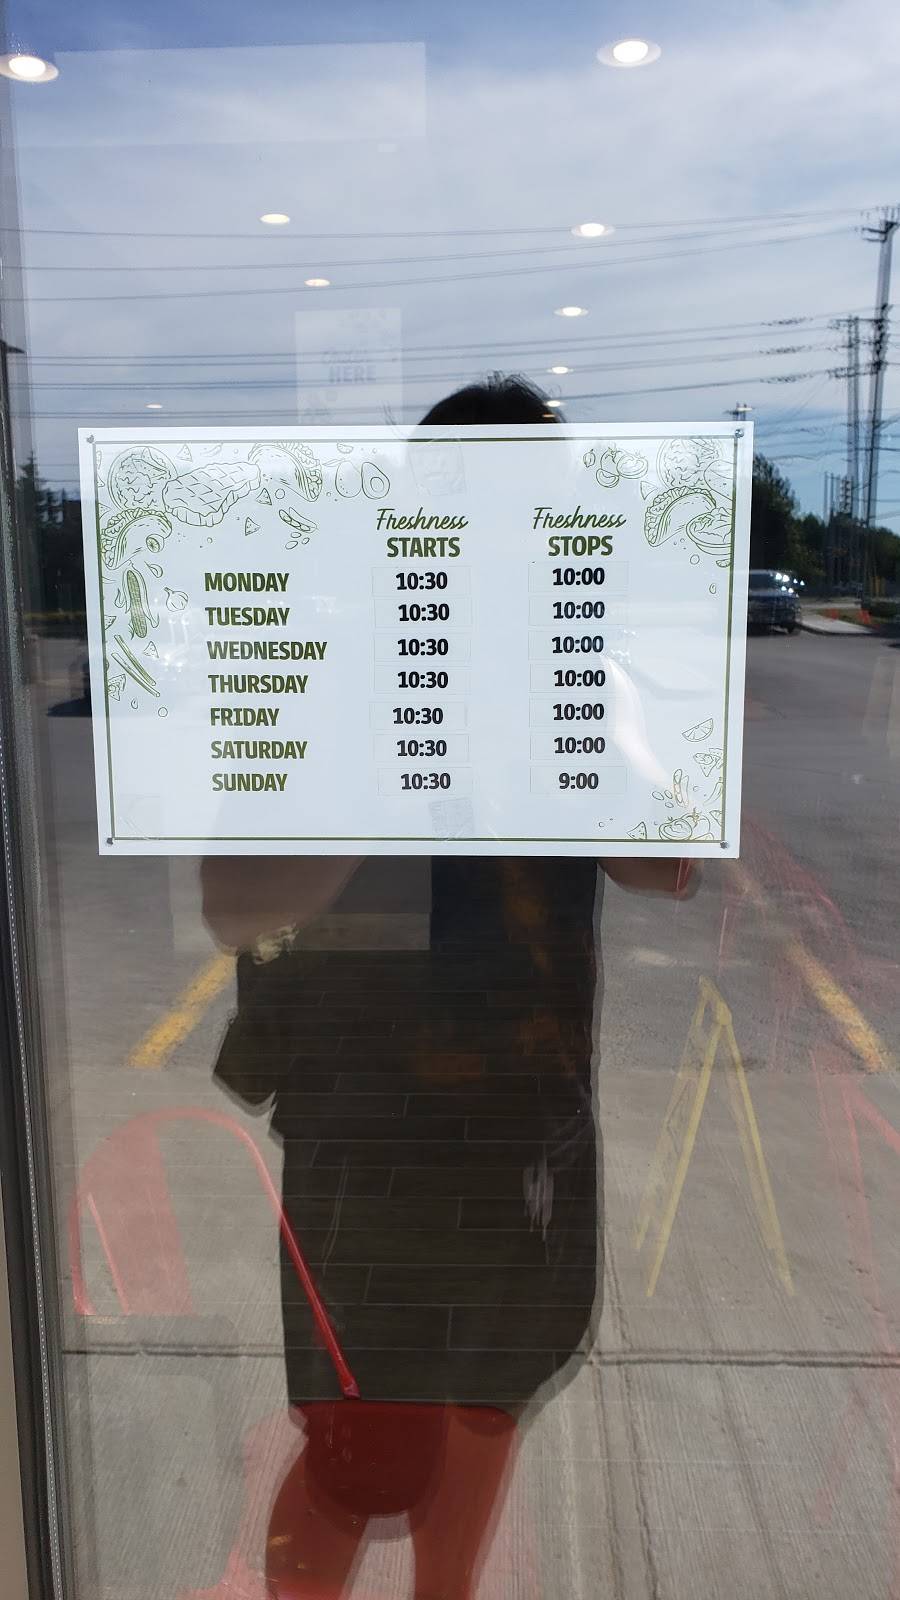 HERE
Freshness Freshness
STARTS STOPS
MONDAY 10:30 10:00
TUESDAY 10:30 10:00
WEDNESDAY 10:30 10:00
THURSDAY 10:30 10:00
FRIDAY 10:30 10:00
SATURDAY 10:30 10:00
SUNDAY 10:30 9:00